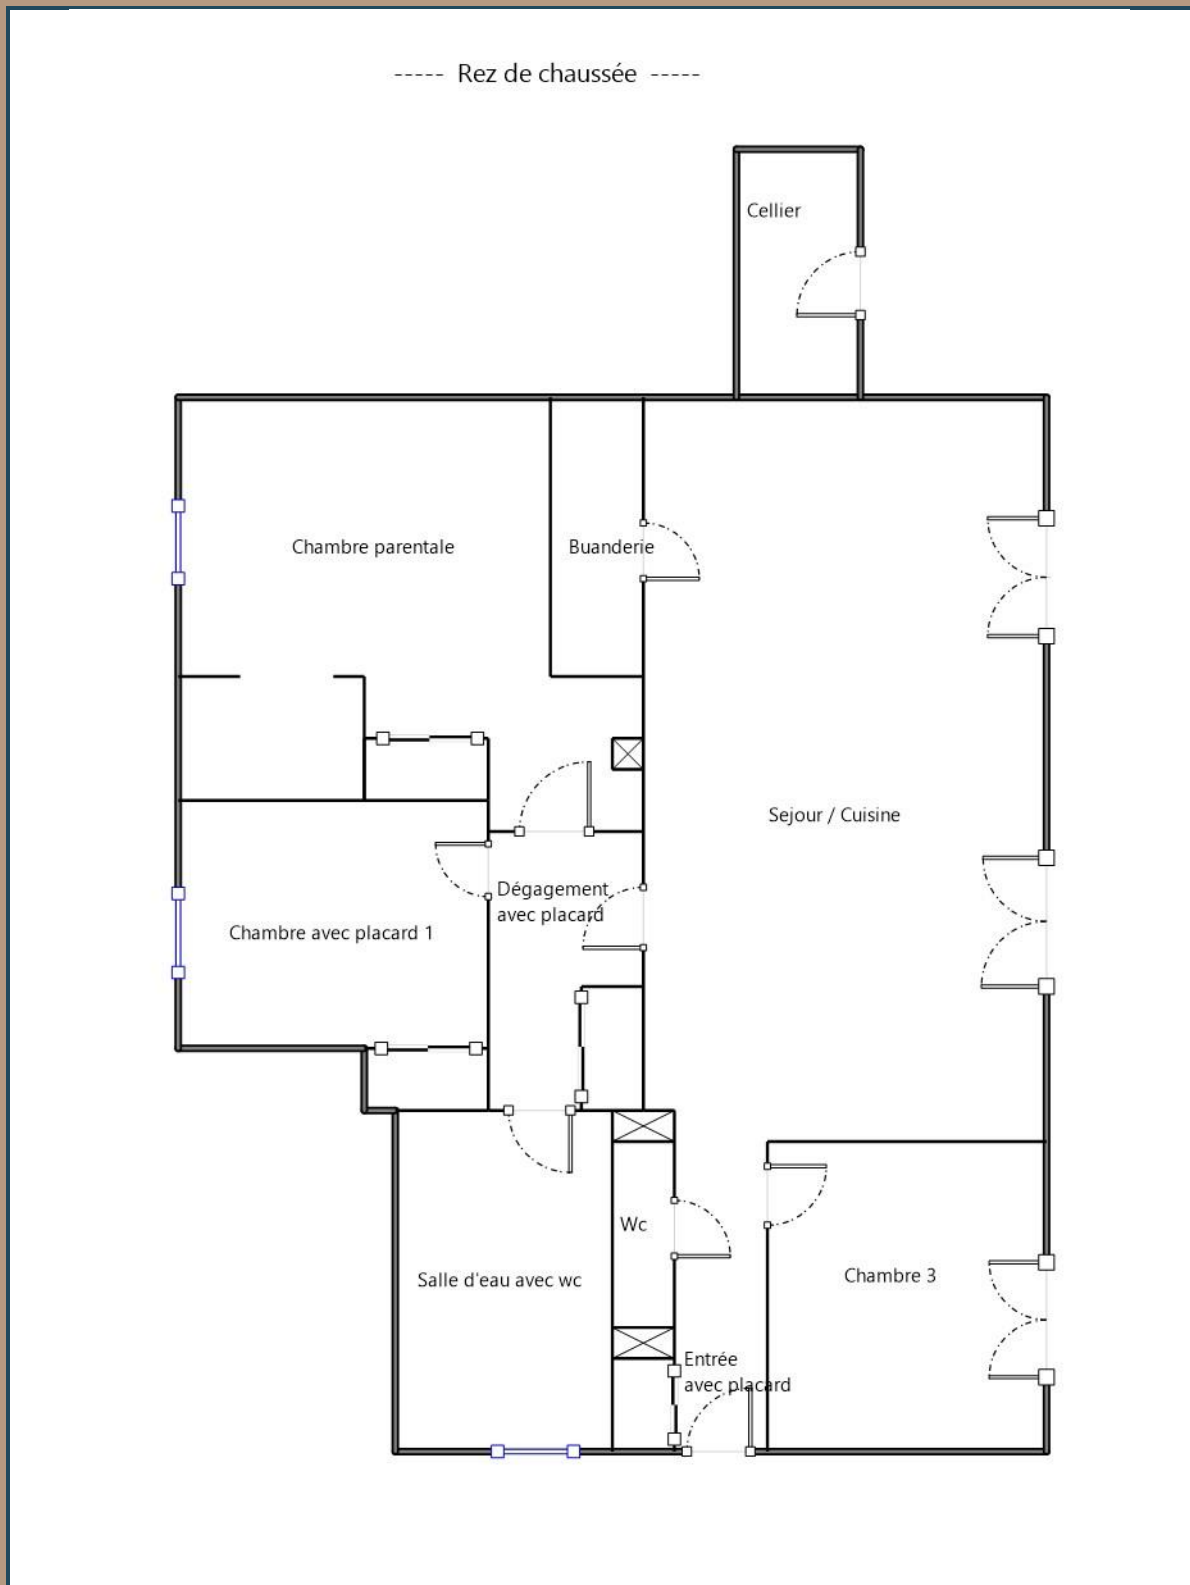 ----- Rez de chaussée -----
Cellier
Chambre parentale
Buanderie
Sejour / Cuisine
Dégagement
avec placard
Chambre avec placard 1
Wc
Salle d'eau avec wc
Chambre 3
Entrée
avec placard